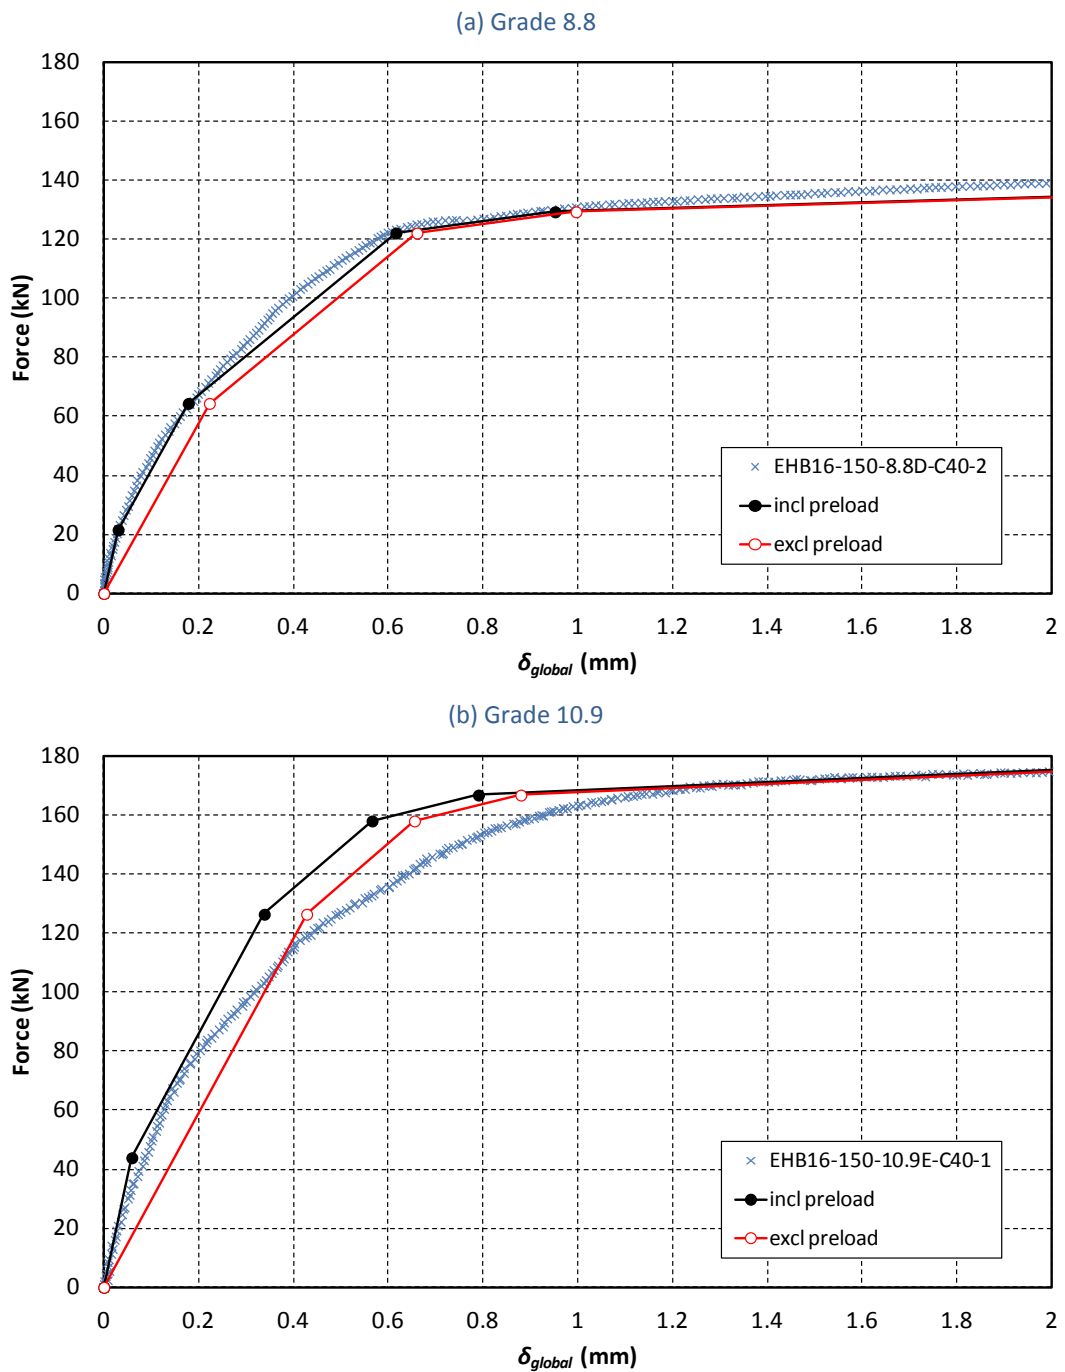 (a) Grade 8.8
180
160
140
120
100
80
60
40
20
0
Force (kN)
EHB16-150-8.8D-C40-2
incl preload
excl preload
0 0.2 0.4 0.6 0.8 1 1.2 1.4 1.6 1.8 2
δglobal (mm)
(b) Grade 10.9
180
160
140
120
100
80
60
40
20
0
Force (kN)
EHB16-150-10.9E-C40-1
incl preload
excl preload
0 0.2 0.4 0.6 0.8 1 1.2 1.4 1.6 1.8 2
δglobal (mm)